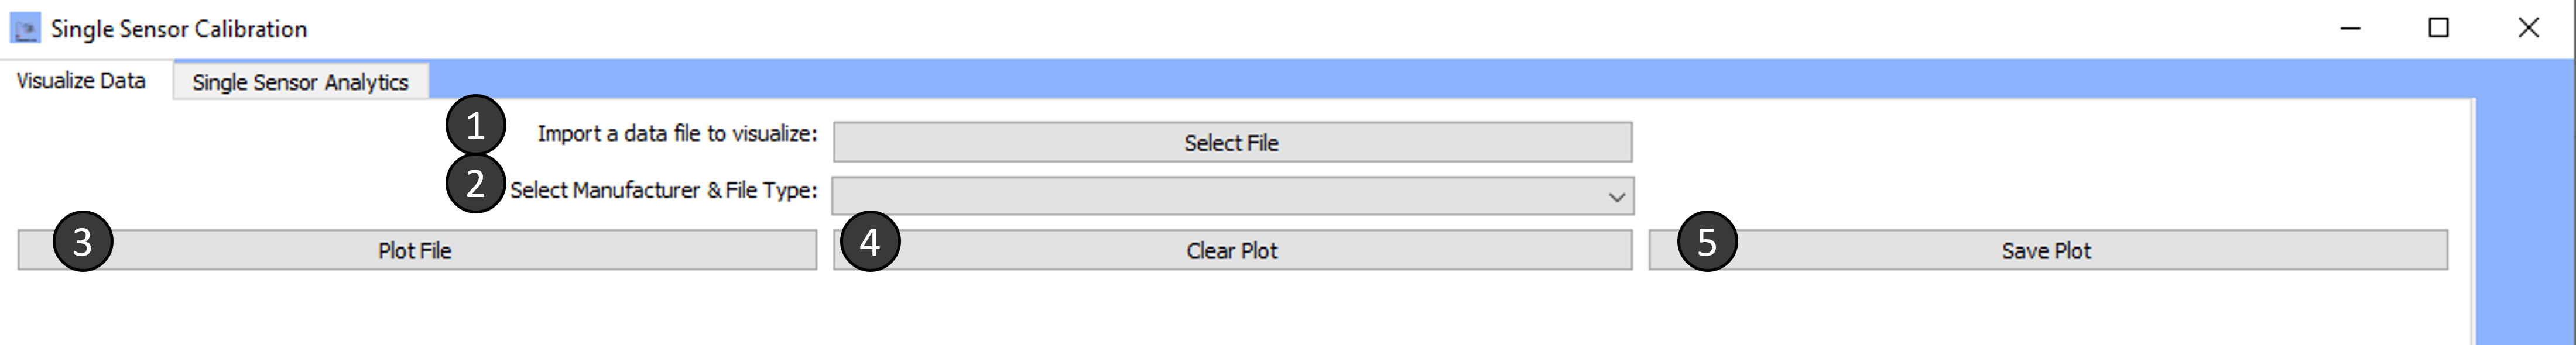 Single Sensor Calibration
Visualize Data Single Sensor Analytics
1 Import a data file to visualize: Select File
2 Select Manufacturer & File Type:
3 Plot File 4 Clear Plot 5 Save Plot